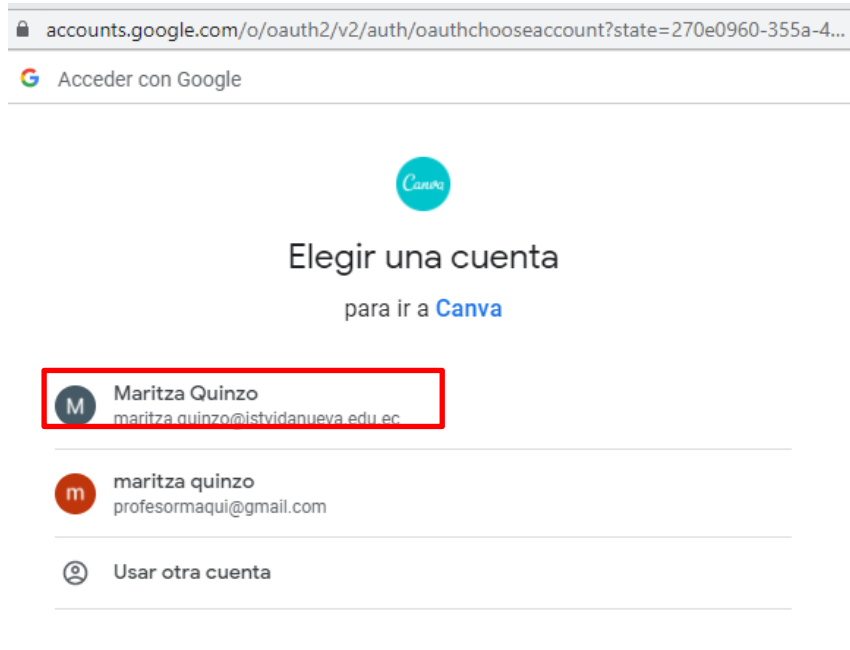 accounts.google.com/o/oauth2/v2/auth/oauthchooseaccount?state=270e0960-355a-4...
G Acceder con Google
Canva
Elegir una cuenta
para ir a Canva
M Maritza Quinzo
maritza.quinzo@istvidanueva.edu.ec
m maritza quinzo
profesormaqui@gmail.com
Usar otra cuenta